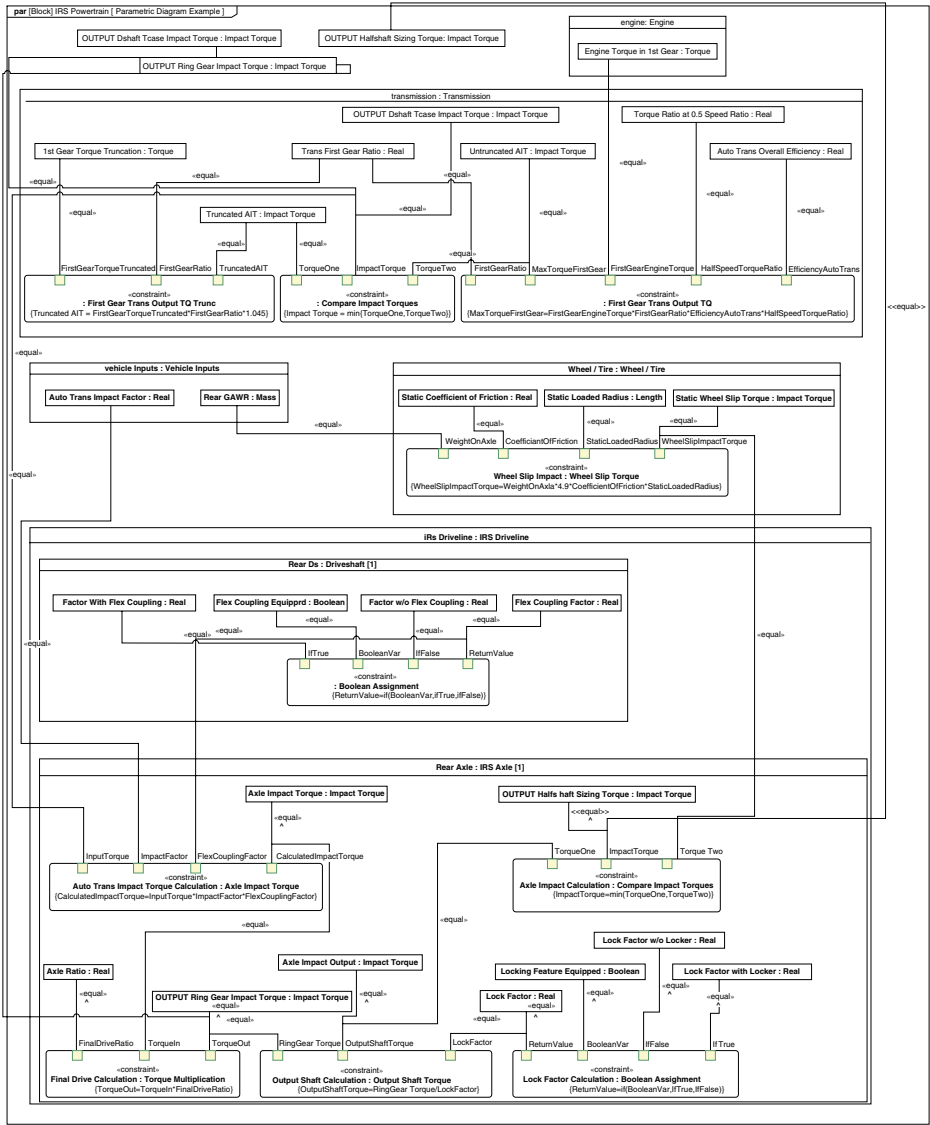 par [Block] IRS Powertrain [ Parametric Diagram Example ]
engine: Engine
OUTPUT Dshaft Tcase Impact Torque : Impact Torque
OUTPUT Halfshaft Sizing Torque: Impact Torque
Engine Torque in 1st Gear : Torque
OUTPUT Ring Gear Impact Torque : Impact Torque
transmission : Transmission
OUTPUT Dshaft Tcase Impact Torque : Impact Torque
Torque Ratio at 0.5 Speed Ratio : Real
1st Gear Torque Truncation : Torque
Trans First Gear Ratio : Real
Untruncated AIT : Impact Torque
Auto Trans Overall Efficiency : Real
«equal»
«equal»
«equal»
«equal»
«equal»
Truncated AIT : Impact Torque
«equal»
«equal»
«equal»
«equal»
«equal»
«equal»
«equal»
«equal»
«equal»
FirstGearTorqueTruncated
FirstGearRatio
TruncatedAIT
TorqueOne
ImpactTorque
TorqueTwo
FirstGearRatio
MaxTorqueFirstGear
FirstGearEngineTorque
HalfSpeedTorqueRatio
EfficiencyAutoTrans
«constraint»
: First Gear Trans Output TQ Trunc
{Truncated AIT = FirstGearTorqueTruncated*FirstGearRatio*1.045}
«constraint»
: Compare Impact Torques
{Impact Torque = min(TorqueOne,TorqueTwo)}
«constraint»
: First Gear Trans Output TQ
{MaxTorqueFirstGear=FirstGearEngineTorque*FirstGearRatio*EfficiencyAutoTrans*HalfSpeedTorqueRatio}
<<equal>>
«equal»
vehicle Inputs : Vehicle Inputs
Wheel / Tire : Wheel / Tire
Auto Trans Impact Factor : Real
Rear GAWR : Mass
Static Coefficient of Friction : Real
Static Loaded Radius : Length
Static Wheel Slip Torque : Impact Torque
«equal»
«equal»
«equal»
«equal»
WeightOnAxle
CoefficiantOfFriction
StaticLoadedRadius
WheelSlipImpactTorque
«constraint»
Wheel Slip Impact : Wheel Slip Torque
{WheelSlipImpactTorque=WeightOnAxla*4.9*CoefficientOfFriction*StaticLoadedRadius}
«equal»
iRs Driveline : IRS Driveline
Rear Ds : Driveshaft [1]
Factor With Flex Coupling : Real
Flex Coupling Equipprd : Boolean
Factor w/o Flex Coupling : Real
Flex Coupling Factor : Real
«equal»
«equal»
«equal»
«equal»
«equal»
«equal»
«equal»
IfTrue
BooleanVar
IfFalse
ReturnValue
«constraint»
: Boolean Assignment
{ReturnValue=if(BooleanVar,ifTrue,ifFalse)}
Rear Axle : IRS Axle [1]
Axle Impact Torque : Impact Torque
OUTPUT Halfs haft Sizing Torque : Impact Torque
«equal»
^
<<equal>>
^
InputTorque
ImpactFactor
FlexCouplingFactor
CalculatedImpactTorque
TorqueOne
ImpactTorque
Torque Two
«constraint»
Auto Trans Impact Torque Calculation : Axle Impact Torque
{CalculatedImpactTorque=InputTorque*ImpactFactor*FlexCouplingFactor}
«constraint»
Axle Impact Calculation : Compare Impact Torques
{ImpactTorque=min(TorqueOne,TorqueTwo)}
«equal»
«equal»
Lock Factor w/o Locker : Real
Axle Ratio : Real
Axle Impact Output : Impact Torque
Locking Feature Equipped : Boolean
Lock Factor with Locker : Real
«equal»
^
OUTPUT Ring Gear Impact Torque : Impact Torque
«equal»
^
Lock Factor : Real
«equal»
^
«equal»
^
«equal»
^
«equal»
^
«equal»
«equal»
FinalDriveRatio
TorqueIn
TorqueOut
RingGear Torque
OutputShaftTorque
LockFactor
ReturnValue
BooleanVar
IfFalse
If True
«constraint»
Final Drive Calculation : Torque Multiplication
{TorqueOut=TorqueIn*FinalDriveRatio}
«constraint»
Output Shaft Calculation : Output Shaft Torque
{OutputShaftTorque=RingGear Torque/LockFactor}
«constraint»
Lock Factor Calculation : Boolean Assignment
{ReturnValue=if(BooleanVar,IfTrue,IfFalse)}